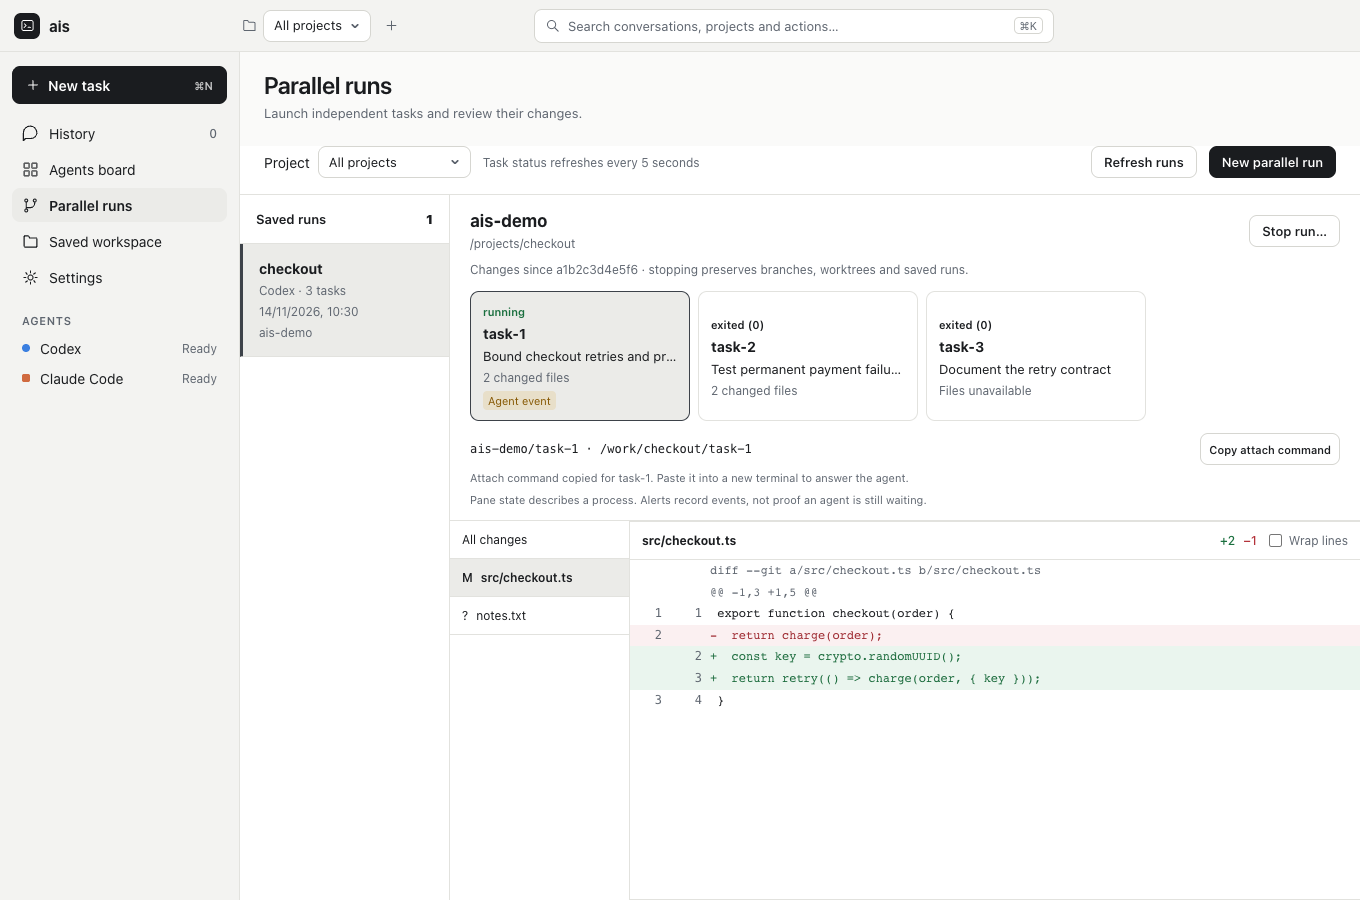 ais
All projects
Search conversations, projects and actions...
⌘K
New task
⌘N
History
0
Agents board
Parallel runs
Saved workspace
Settings
AGENTS
Codex
Ready
Claude Code
Ready
Parallel runs
Launch independent tasks and review their changes.
Project
All projects
Task status refreshes every 5 seconds
Refresh runs
New parallel run
Saved runs
1
checkout
Codex · 3 tasks
14/11/2026, 10:30
ais-demo
ais-demo
/projects/checkout
Stop run...
Changes since a1b2c3d4e5f6 · stopping preserves branches, worktrees and saved runs.
running
task-1
Bound checkout retries and pr...
2 changed files
Agent event
exited (0)
task-2
Test permanent payment failu...
2 changed files
exited (0)
task-3
Document the retry contract
Files unavailable
ais-demo/task-1 · /work/checkout/task-1
Copy attach command
Attach command copied for task-1. Paste it into a new terminal to answer the agent.
Pane state describes a process. Alerts record events, not proof an agent is still waiting.
All changes
M src/checkout.ts
? notes.txt
src/checkout.ts
+2 −1 Wrap lines
diff --git a/src/checkout.ts b/src/checkout.ts
@@ -1,3 +1,5 @@
1 1 export function checkout(order) {
2 - return charge(order);
2 + const key = crypto.randomUUID();
3 + return retry(() => charge(order, { key }));
3 4 }